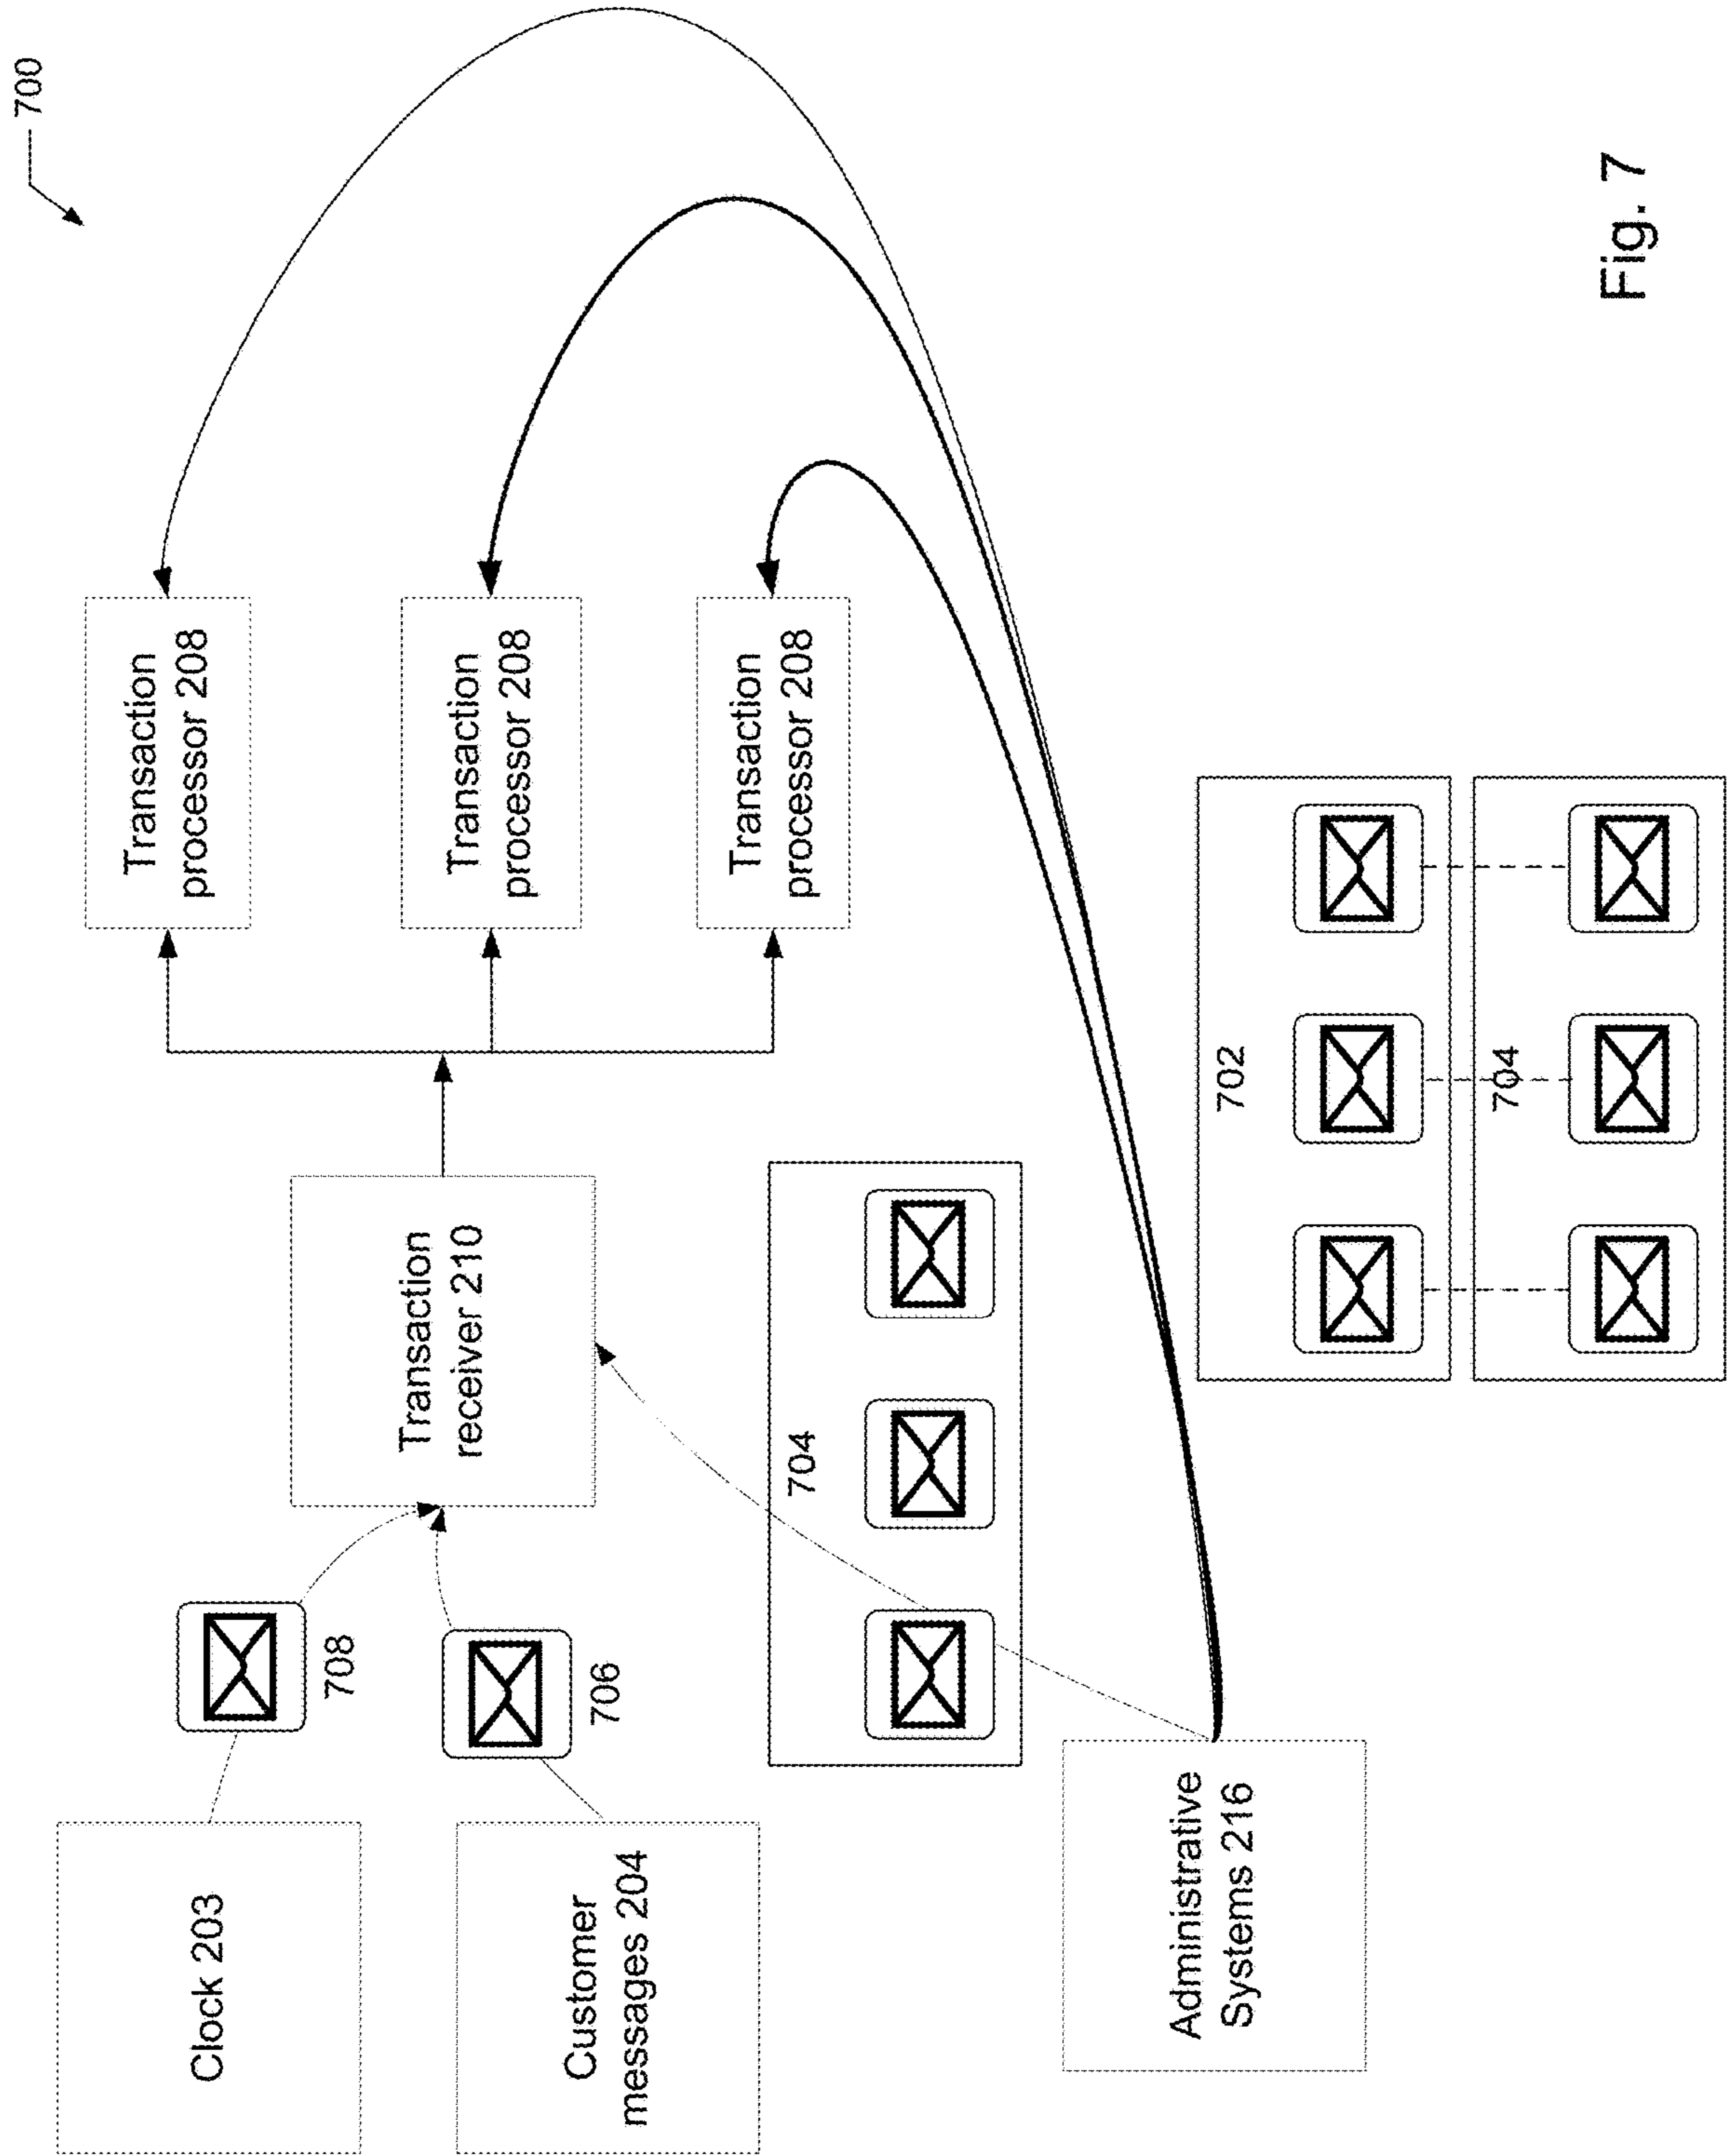 700
Clock 203
708
Customer
messages 204
706
Transaction
receiver 210
Transaction
processor 208
Transaction
processor 208
Transaction
processor 208
704
Administrative
Systems 216
702
704
Fig. 7